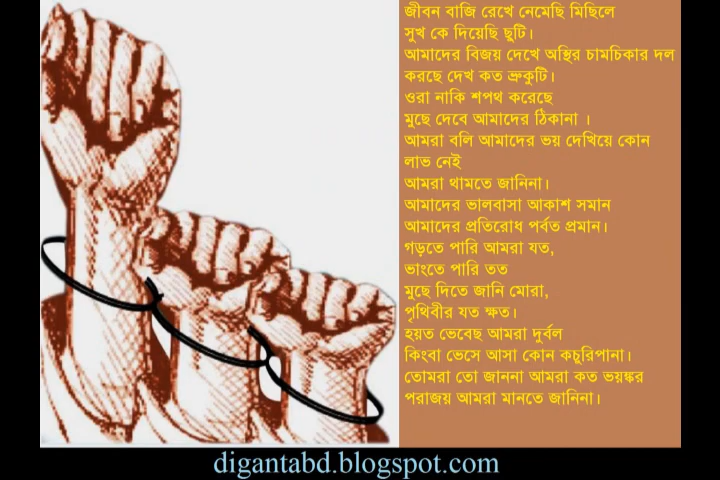 জীবন বাজি রেখে নেমেছি মিছিলে
সুখ কে দিয়েছি ছুটি।
আমাদের বিজয় দেখে অস্থির চামচিকার দল
করছে দেখ কত ভ্রুকুটি।
ওরা নাকি শপথ করেছে
মুছে দেবে আমাদের ঠিকানা ।
আমরা বলি আমাদের ভয় দেখিয়ে কোন
লাভ নেই
আমরা থামতে জানিনা।
আমাদের ভালবাসা আকাশ সমান
আমাদের প্রতিরোধ পর্বত প্রমান।
গড়তে পারি আমরা যত,
ভাংতে পারি তত
মুছে দিতে জানি মোরা,
পৃথিবীর যত ক্ষত।
হয়ত ভেবেছ আমরা দুর্বল
কিংবা ভেসে আসা কোন কচুরিপানা।
তোমরা তো জাননা আমরা কত ভয়ঙ্কর
পরাজয় আমরা মানতে জানিনা।
digantabd.blogspot.com